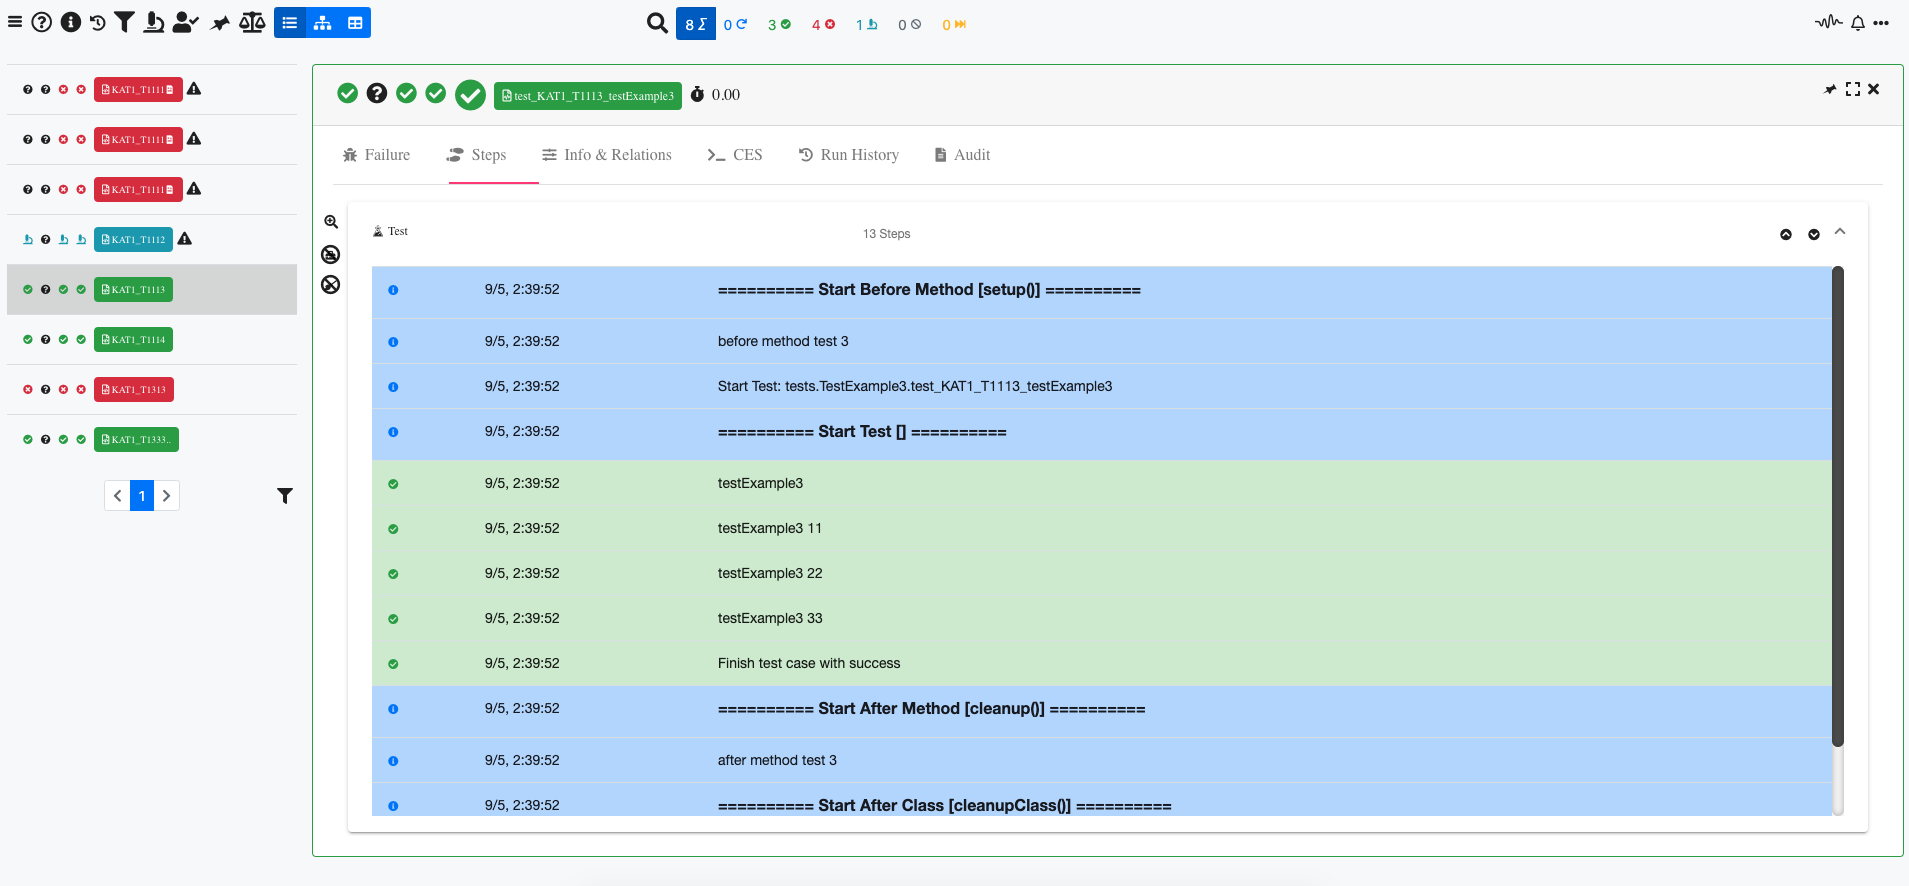 8 0 3 4 1 0 0
KAT1_T1111
KAT1_T1111
KAT1_T1111
KAT1_T1112
KAT1_T1113
KAT1_T1114
KAT1_T1313
KAT1_T1333..
1
test_KAT1_T1113_testExample3 0.00
Failure Steps Info & Relations CES Run History Audit
Test 13 Steps
9/5, 2:39:52 ========== Start Before Method [setup()] ==========
9/5, 2:39:52 before method test 3
9/5, 2:39:52 Start Test: tests.TestExample3.test_KAT1_T1113_testExample3
9/5, 2:39:52 ========== Start Test [] ==========
9/5, 2:39:52 testExample3
9/5, 2:39:52 testExample3 11
9/5, 2:39:52 testExample3 22
9/5, 2:39:52 testExample3 33
9/5, 2:39:52 Finish test case with success
9/5, 2:39:52 ========== Start After Method [cleanup()] ==========
9/5, 2:39:52 after method test 3
9/5, 2:39:52 ========== Start After Class [cleanupClass()] ==========